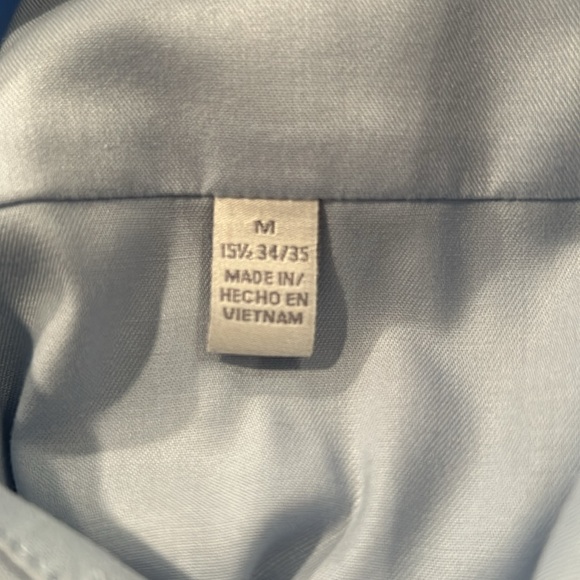 M
15½ 34/35
MADE IN/
HECHO EN
VIETNAM